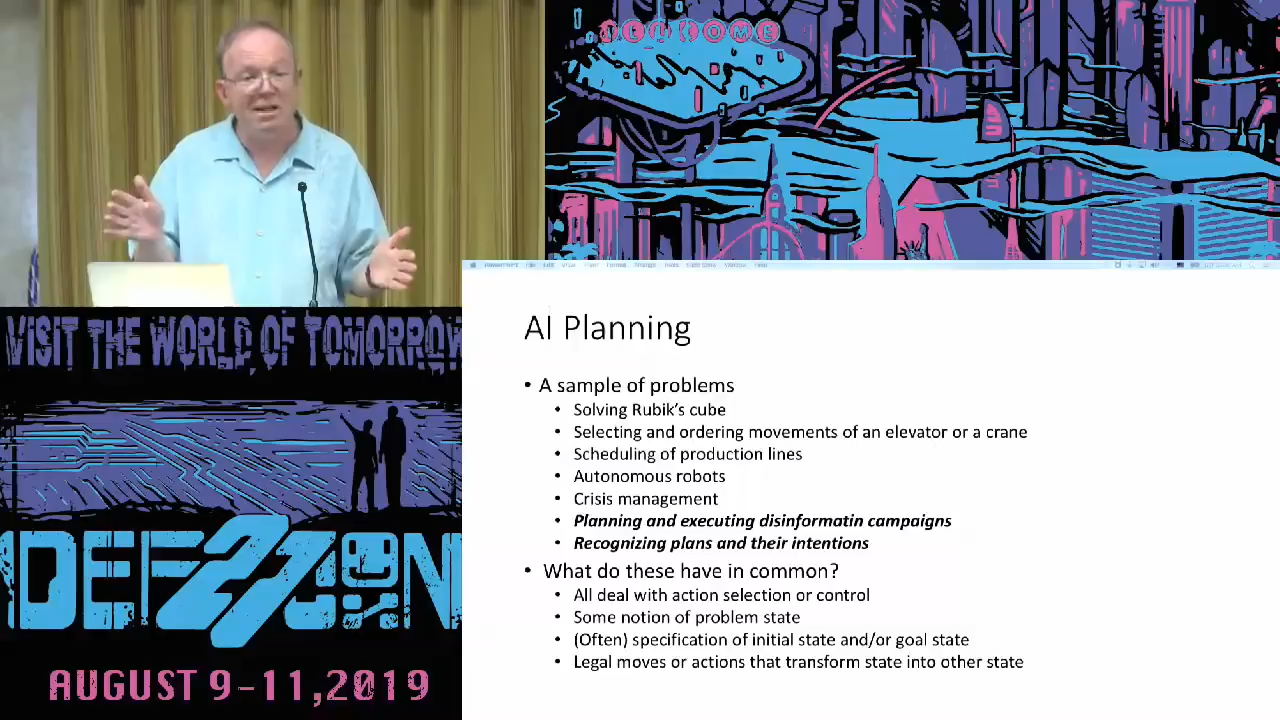 WELCOME
VISIT THE WORLD OF TOMORROW
DEFCON
27
AUGUST 9-11,2019
AI Planning
• A sample of problems
• Solving Rubik's cube
• Selecting and ordering movements of an elevator or a crane
• Scheduling of production lines
• Autonomous robots
• Crisis management
• Planning and executing disinformatin campaigns
• Recognizing plans and their intentions
• What do these have in common?
• All deal with action selection or control
• Some notion of problem state
• (Often) specification of initial state and/or goal state
• Legal moves or actions that transform state into other state